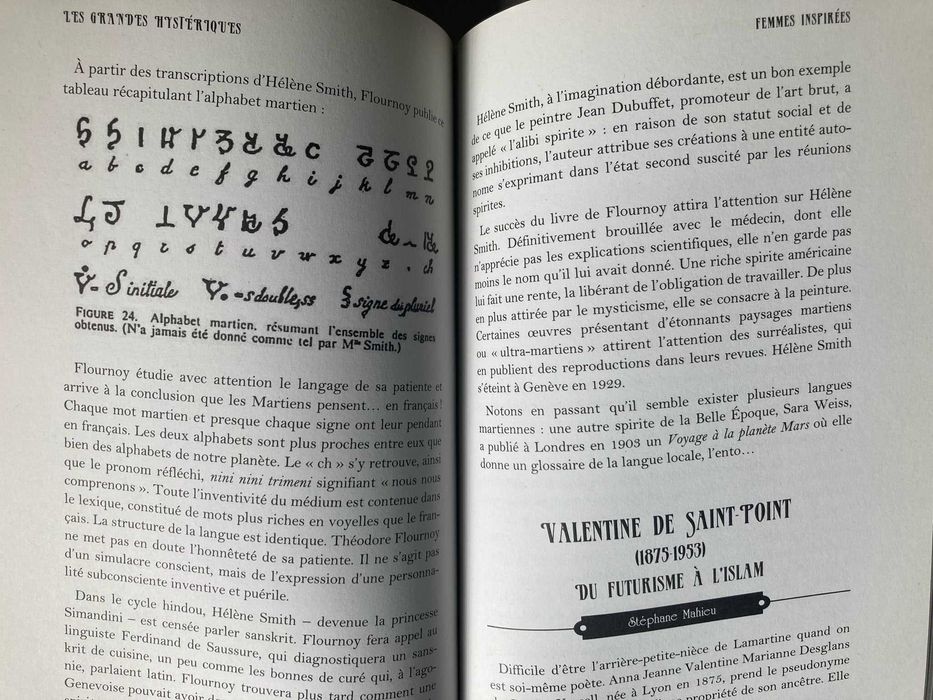 LES GRANDES HYSTÉRIQUES
À partir des transcriptions d'Hélène Smith, Flournoy publie ce
tableau récapitulant l'alphabet martien :
a b c d e f g h i j k l m n
o p q r s t u v w x y z . ch
S initiale = s double, ss signe du pluriel
FIGURE 24. Alphabet martien, résumant l'ensemble des signes
obtenus. (N'a jamais été donné comme tel par Mlle Smith.)
Flournoy étudie avec attention le langage de sa patiente et
arrive à la conclusion que les Martiens pensent… en français !
Chaque mot martien et presque chaque signe ont leur pendant
en français. Les deux alphabets sont plus proches entre eux que
bien des alphabets de notre planète. Le « ch » s'y retrouve, ainsi
que le pronom réfléchi, nini nini trimeni signifiant « nous nous
comprenons ». Toute l'inventivité du médium est contenue dans
le lexique, constitué de mots plus riches en voyelles que le fran-
çais. La structure de la langue est identique. Théodore Flournoy
ne met pas en doute l'honnêteté de sa patiente. Il ne s'agit pas
d'un simulacre conscient, mais de l'expression d'une personna-
lité subconsciente inventive et puérile.
Dans le cycle hindou, Hélène Smith – devenue la princesse
Simandini – est censée parler sanskrit. Flournoy fera appel au
linguiste Ferdinand de Saussure, qui diagnostiquera un sans-
krit de cuisine, un peu comme les bonnes de curé qui, à l'ago-
nie, parlaient latin. Flournoy trouvera plus tard comment une
Genevoise pouvait avoir
FEMMES INSPIRÉES
Hélène Smith, à l'imagination débordante, est un bon exemple
de ce que le peintre Jean Dubuffet, promoteur de l'art brut, a
appelé « l'alibi spirite » : en raison de son statut social et de
ses inhibitions, l'auteur attribue ses créations à une entité auto-
nome s'exprimant dans l'état second suscité par les réunions
spirites.
Le succès du livre de Flournoy attira l'attention sur Hélène
Smith. Définitivement brouillée avec le médecin, dont elle
n'apprécie pas les explications scientifiques, elle n'en garde pas
moins le nom qu'il lui avait donné. Une riche spirite américaine
lui fait une rente, la libérant de l'obligation de travailler. De plus
en plus attirée par le mysticisme, elle se consacre à la peinture.
Certaines œuvres présentant d'étonnants paysages martiens
ou « ultra-martiens » attirent l'attention des surréalistes, qui
en publient des reproductions dans leurs revues. Hélène Smith
s'éteint à Genève en 1929.
Notons en passant qu'il semble exister plusieurs langues
martiennes : une autre spirite de la Belle Époque, Sara Weiss,
a publié à Londres en 1903 un Voyage à la planète Mars où elle
donne un glossaire de la langue locale, l'ento…
VALENTINE DE SAINT-POINT
(1875-1953)
DU FUTURISME À L'ISLAM
Stéphane Mahieu
Difficile d'être l'arrière-petite-nièce de Lamartine quand on
est soi-même poète. Anna Jeanne Valentine Marianne Desglans
née à Lyon en 1875, prend le pseudonyme
propriété de son ancêtre. Elle